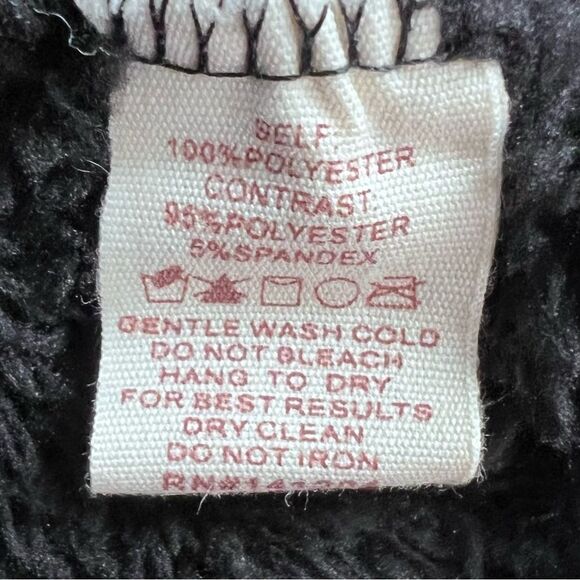 SELF
100%POLYESTER
CONTRAST
95%POLYESTER
5%SPANDEX
GENTLE WASH COLD
DO NOT BLEACH
HANG TO DRY
FOR BEST RESULTS
DRY CLEAN
DO NOT IRON